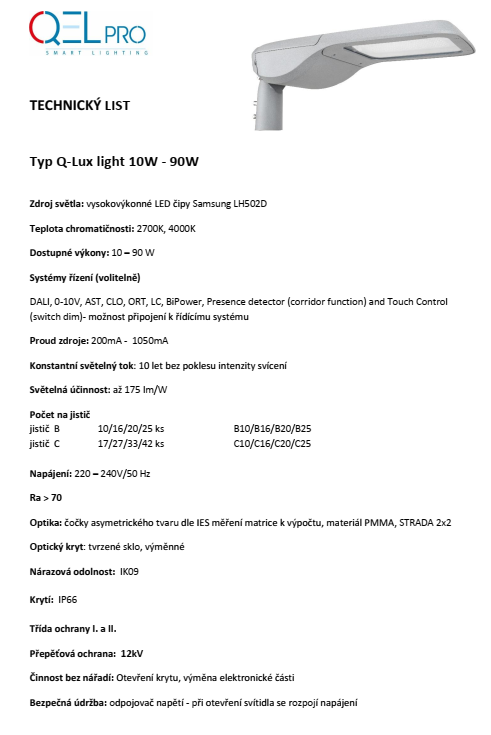 QEL PRO
SMART LIGHTING
TECHNICKÝ LIST
Typ Q-Lux light 10W - 90W
Zdroj světla: vysokovýkonné LED čipy Samsung LH502D
Teplota chromatičnosti: 2700K, 4000K
Dostupné výkony: 10 – 90 W
Systémy řízení (volitelně)
DALI, 0-10V, AST, CLO, ORT, LC, BiPower, Presence detector (corridor function) and Touch Control
(switch dim)- možnost připojení k řídícímu systému
Proud zdroje: 200mA - 1050mA
Konstantní světelný tok: 10 let bez poklesu intenzity svícení
Světelná účinnost: až 175 lm/W
Počet na jistič
jistič B 10/16/20/25 ks B10/B16/B20/B25
jistič C 17/27/33/42 ks C10/C16/C20/C25
Napájení: 220 – 240V/50 Hz
Ra > 70
Optika: čočky asymetrického tvaru dle IES měření matrice k výpočtu, materiál PMMA, STRADA 2x2
Optický kryt: tvrzené sklo, výměnné
Nárazová odolnost: IK09
Krytí: IP66
Třída ochrany I. a II.
Přepěťová ochrana: 12kV
Činnost bez nářadí: Otevření krytu, výměna elektronické části
Bezpečná údržba: odpojovač napětí - při otevření svítidla se rozpojí napájení